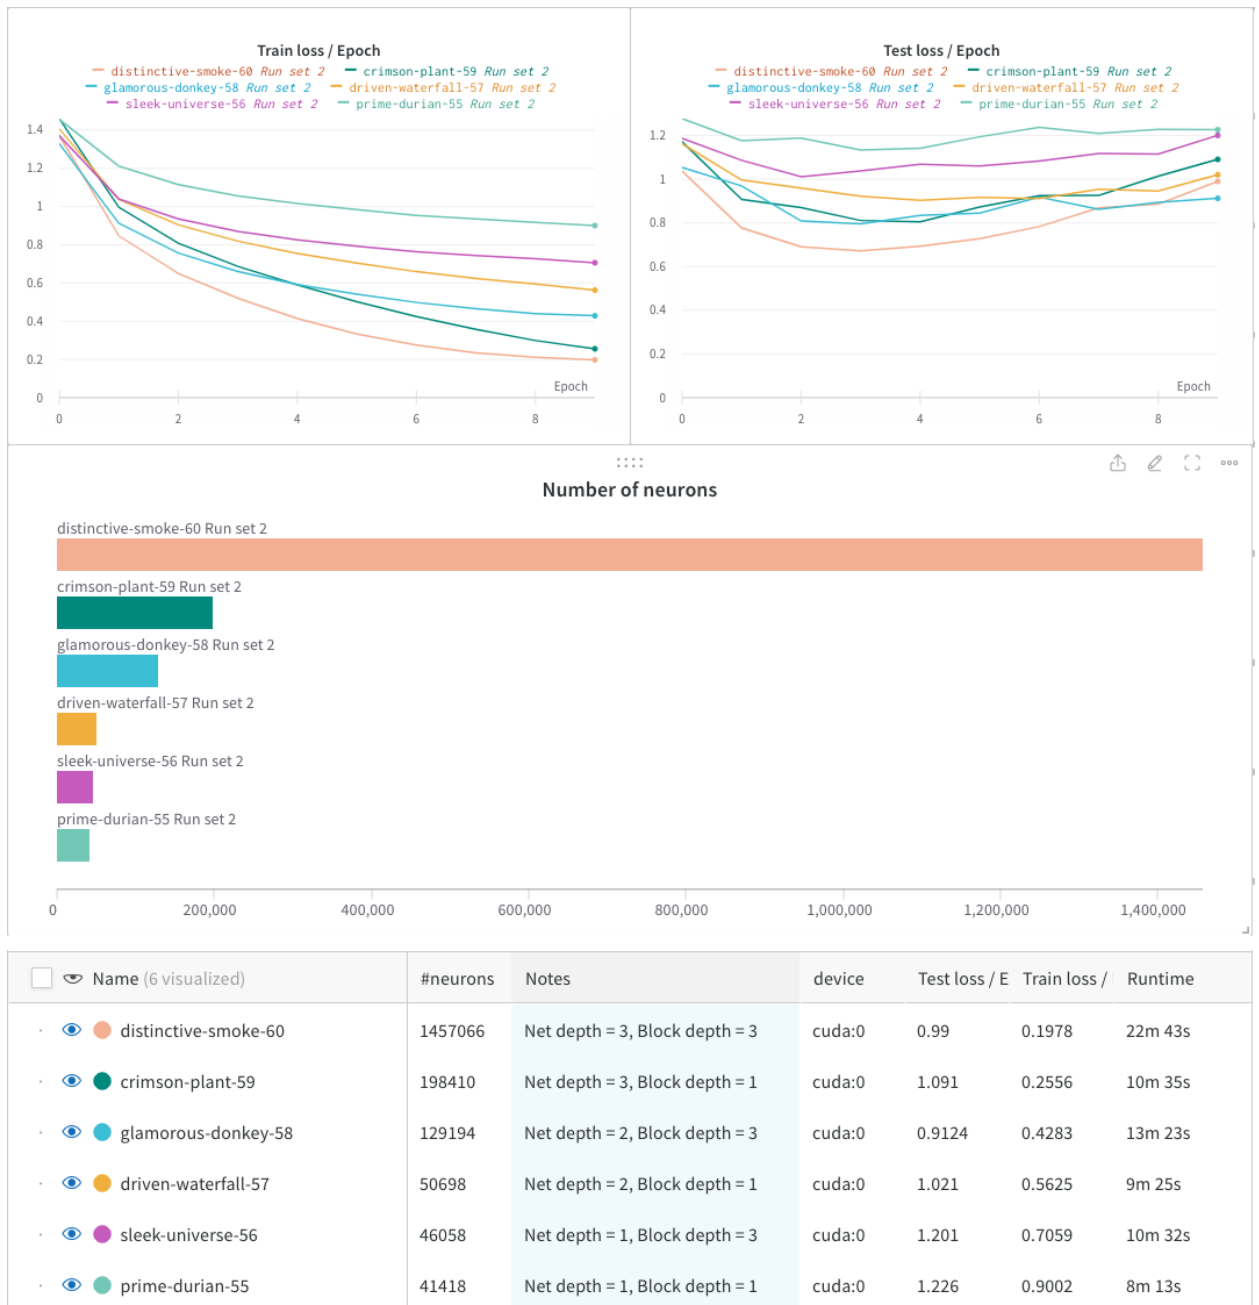 Train loss / Epoch
distinctive-smoke-60 Run set 2 crimson-plant-59 Run set 2
glamorous-donkey-58 Run set 2 driven-waterfall-57 Run set 2
sleek-universe-56 Run set 2 prime-durian-55 Run set 2
1.4
1.2
1
0.8
0.6
0.4
0.2
0
Epoch
0 2 4 6 8
Test loss / Epoch
distinctive-smoke-60 Run set 2 crimson-plant-59 Run set 2
glamorous-donkey-58 Run set 2 driven-waterfall-57 Run set 2
sleek-universe-56 Run set 2 prime-durian-55 Run set 2
1.2
1
0.8
0.6
0.4
0.2
0
Epoch
0 2 4 6 8
Number of neurons
distinctive-smoke-60 Run set 2
crimson-plant-59 Run set 2
glamorous-donkey-58 Run set 2
driven-waterfall-57 Run set 2
sleek-universe-56 Run set 2
prime-durian-55 Run set 2
0 200,000 400,000 600,000 800,000 1,000,000 1,200,000 1,400,000
Name (6 visualized) #neurons Notes device Test loss / E Train loss / Runtime
distinctive-smoke-60 1457066 Net depth = 3, Block depth = 3 cuda:0 0.99 0.1978 22m 43s
crimson-plant-59 198410 Net depth = 3, Block depth = 1 cuda:0 1.091 0.2556 10m 35s
glamorous-donkey-58 129194 Net depth = 2, Block depth = 3 cuda:0 0.9124 0.4283 13m 23s
driven-waterfall-57 50698 Net depth = 2, Block depth = 1 cuda:0 1.021 0.5625 9m 25s
sleek-universe-56 46058 Net depth = 1, Block depth = 3 cuda:0 1.201 0.7059 10m 32s
prime-durian-55 41418 Net depth = 1, Block depth = 1 cuda:0 1.226 0.9002 8m 13s